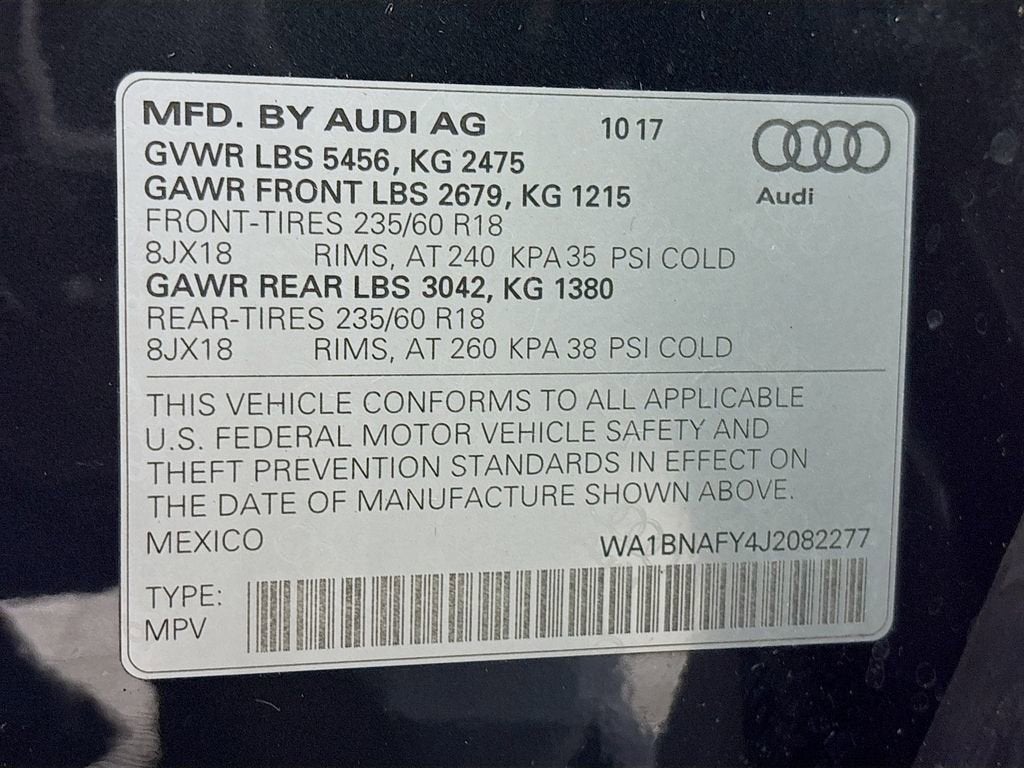 MFD. BY AUDI AG 10 17
GVWR LBS 5456, KG 2475
GAWR FRONT LBS 2679, KG 1215
Audi
FRONT-TIRES 235/60 R18
8JX18 RIMS, AT 240 KPA 35 PSI COLD
GAWR REAR LBS 3042, KG 1380
REAR-TIRES 235/60 R18
8JX18 RIMS, AT 260 KPA 38 PSI COLD
THIS VEHICLE CONFORMS TO ALL APPLICABLE
U.S. FEDERAL MOTOR VEHICLE SAFETY AND
THEFT PREVENTION STANDARDS IN EFFECT ON
THE DATE OF MANUFACTURE SHOWN ABOVE.
MEXICO WA1BNAFY4J2082277
TYPE:
MPV